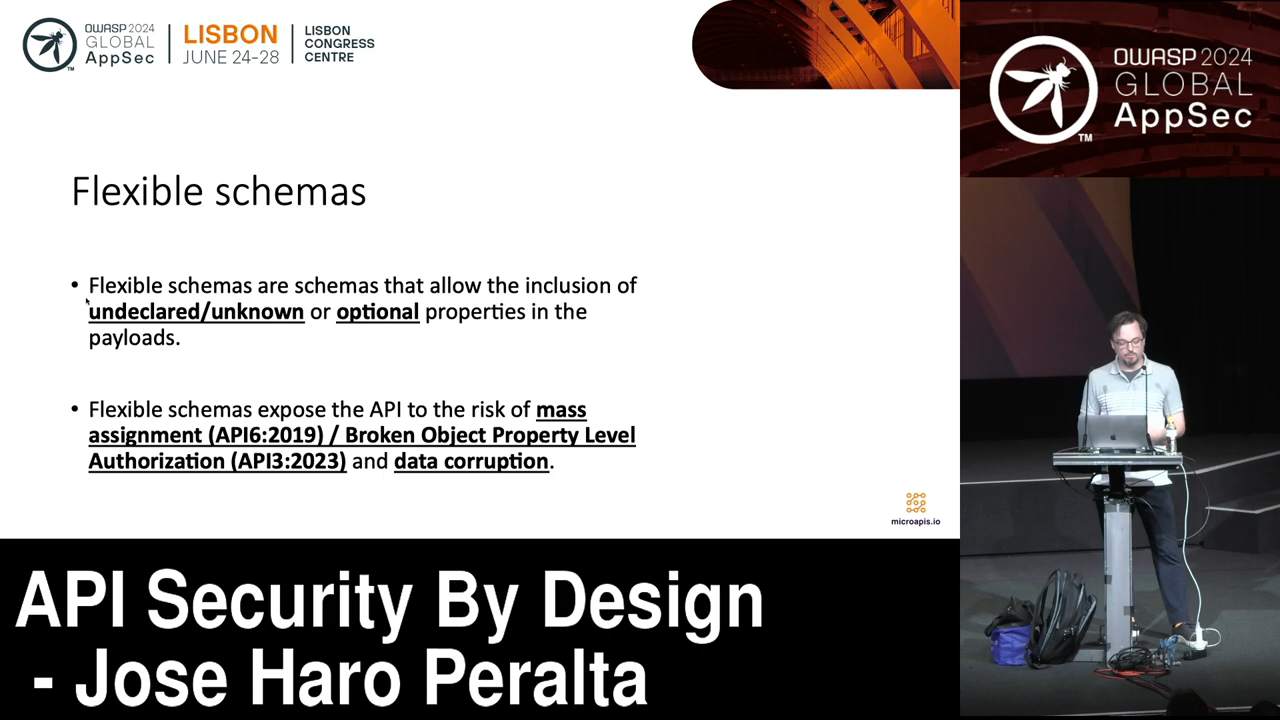 OWASP 2024
GLOBAL
AppSec
TM
LISBON
JUNE 24-28
LISBON
CONGRESS
CENTRE
OWASP 2024
GLOBAL
AppSec
TM
Flexible schemas
• Flexible schemas are schemas that allow the inclusion of
undeclared/unknown or optional properties in the
payloads.
• Flexible schemas expose the API to the risk of mass
assignment (API6:2019) / Broken Object Property Level
Authorization (API3:2023) and data corruption.
microapis.io
API Security By Design
- Jose Haro Peralta